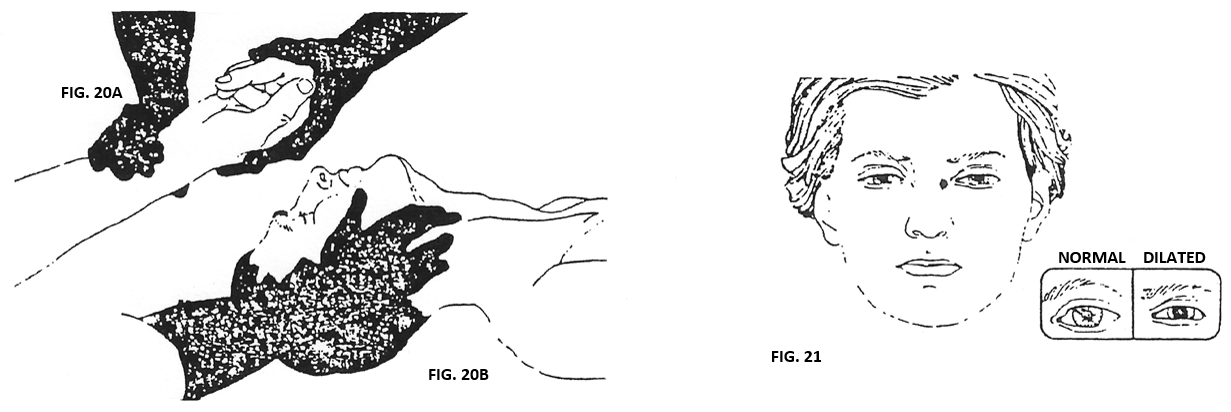 FIG. 20A
FIG. 20B
NORMAL DILATED
FIG. 21